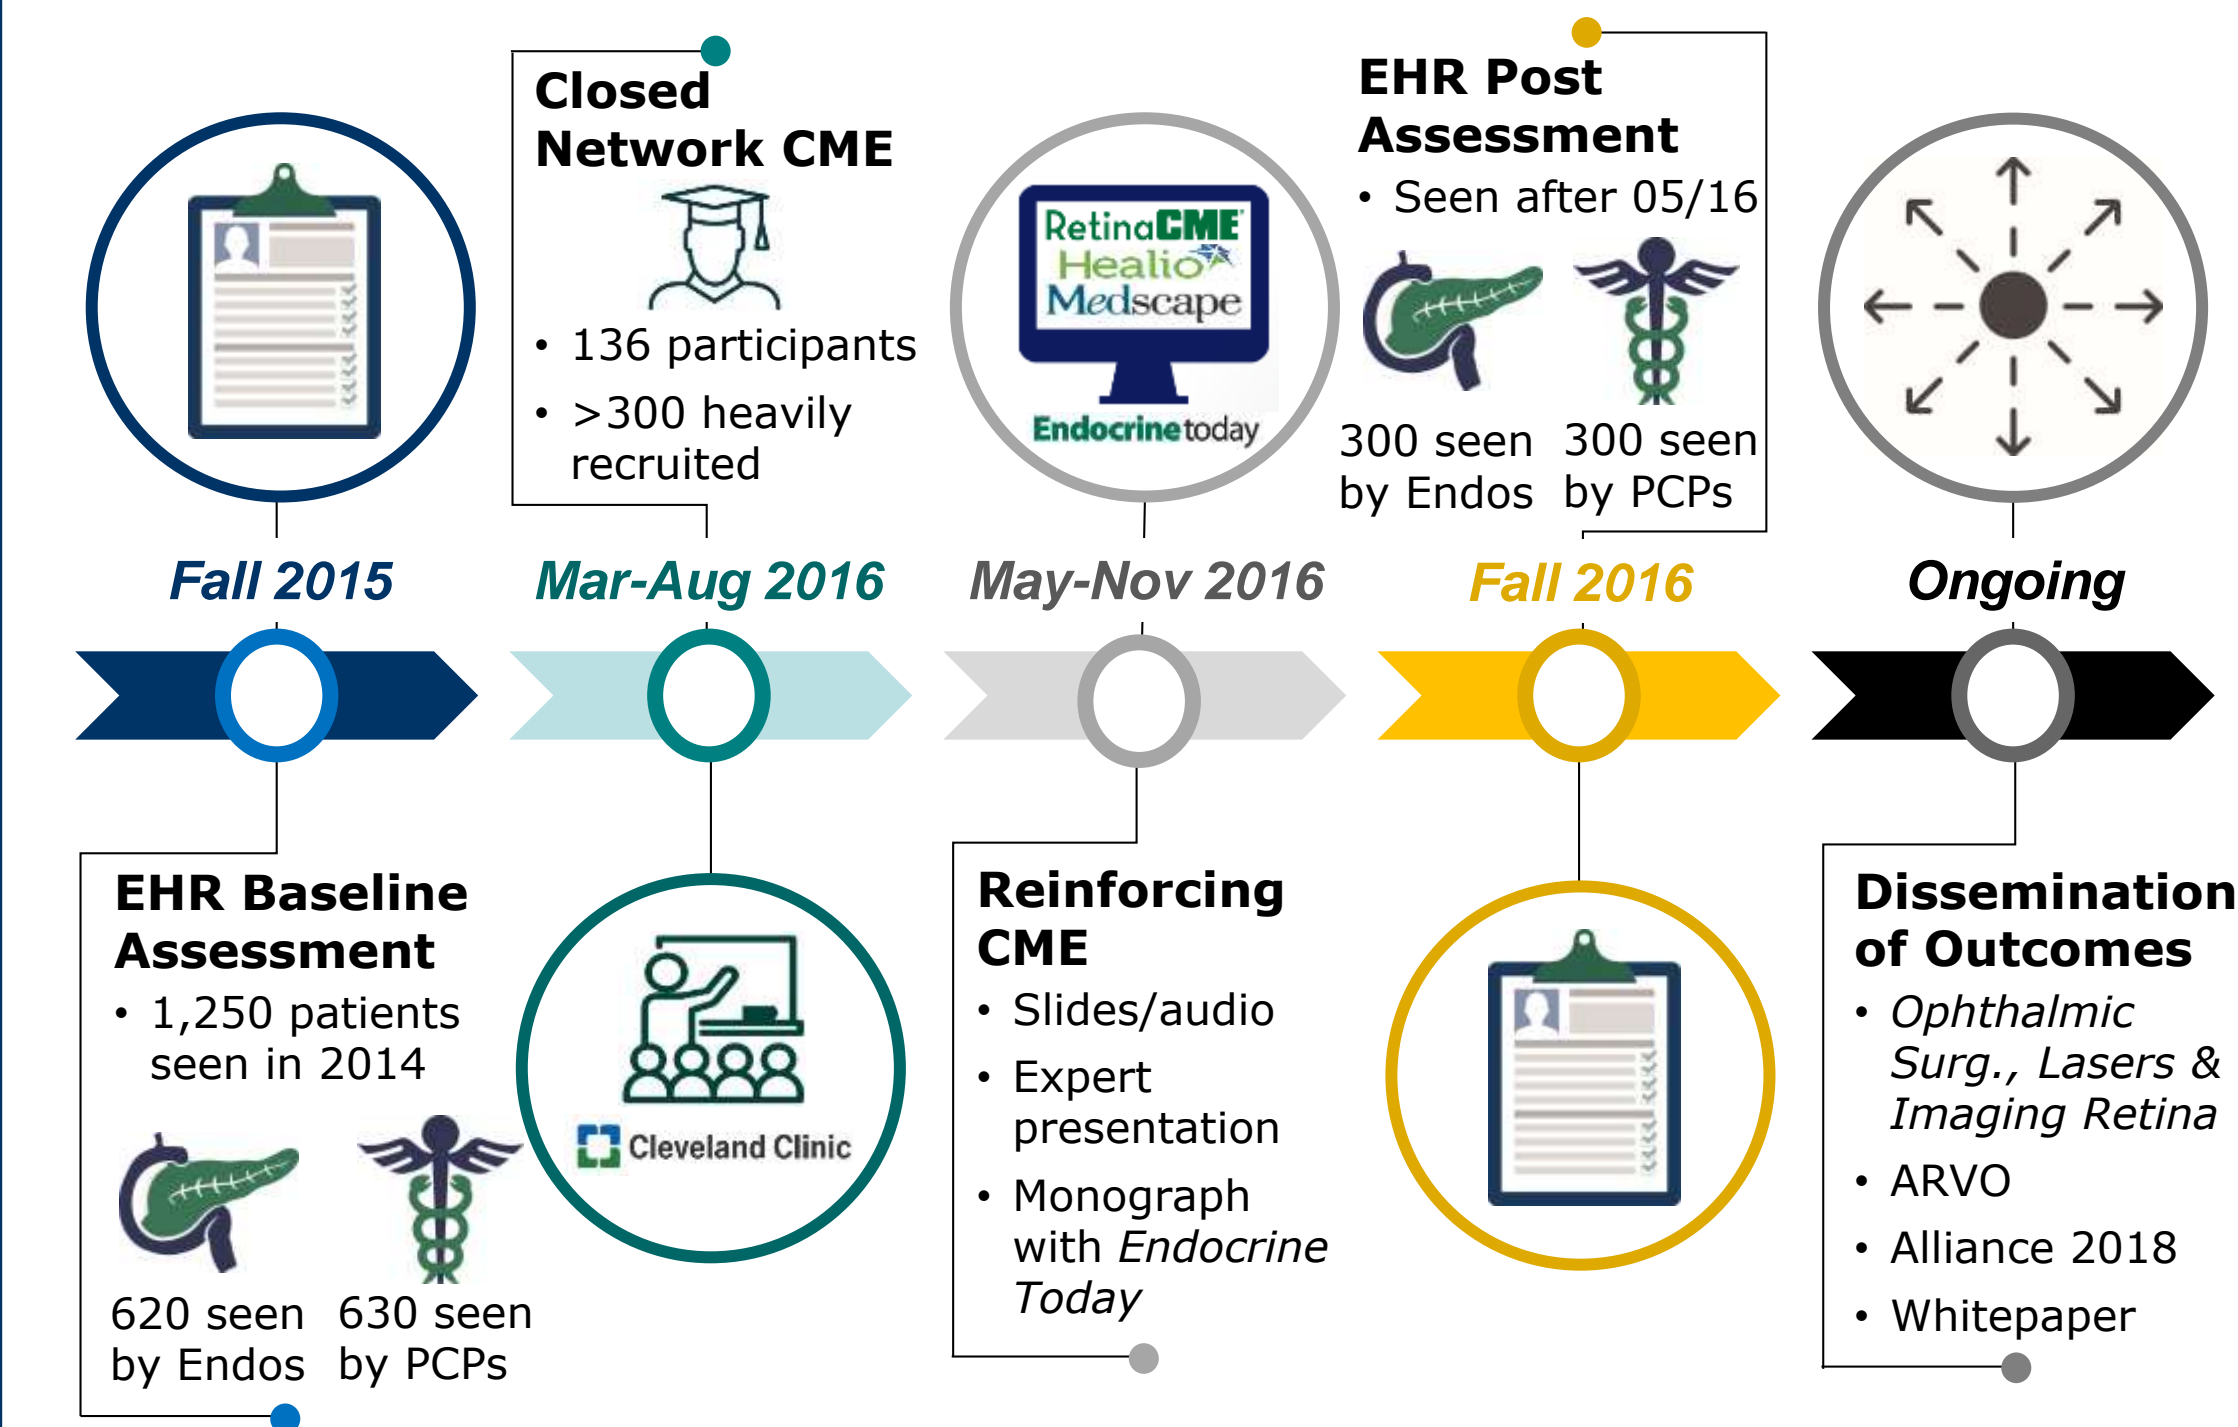 Closed
Network CME
• 136 participants
• >300 heavily
recruited
RetinaCME
Healio
Medscape
Endocrinetoday
EHR Post
Assessment
• Seen after 05/16
300 seen
by Endos
300 seen
by PCPs
Fall 2015
Mar-Aug 2016
May-Nov 2016
Fall 2016
Ongoing
EHR Baseline
Assessment
• 1,250 patients
seen in 2014
620 seen
by Endos
630 seen
by PCPs
Cleveland Clinic
Reinforcing
CME
• Slides/audio
• Expert
presentation
• Monograph
with Endocrine
Today
Dissemination
of Outcomes
• Ophthalmic
Surg., Lasers &
Imaging Retina
• ARVO
• Alliance 2018
• Whitepaper